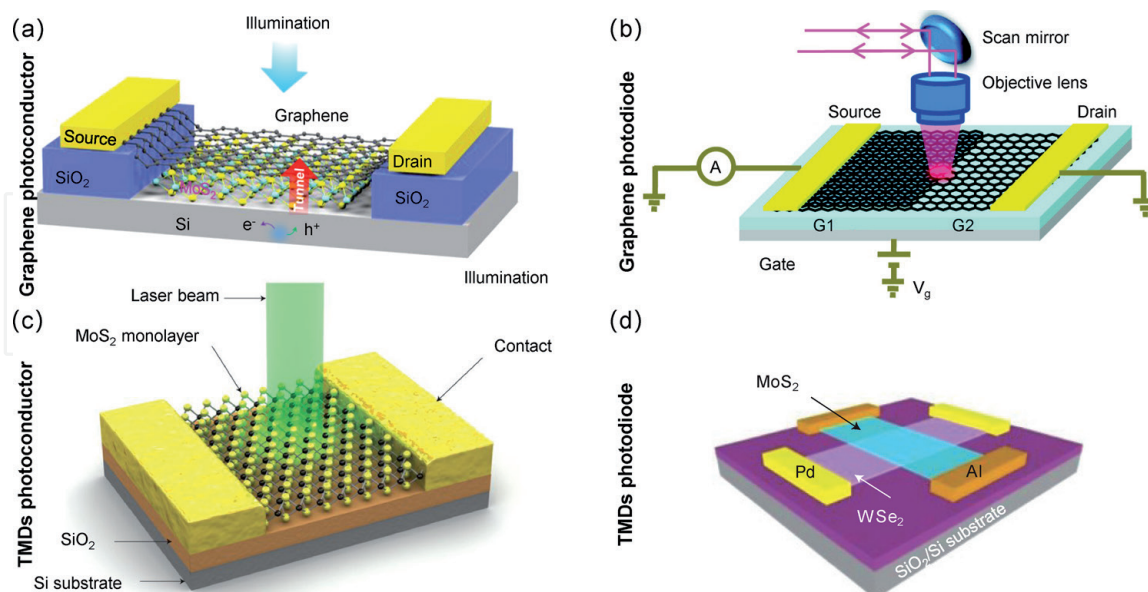 (a)
Graphene photoconductor
Illumination
Graphene
Source
Drain
SiO₂
MoS₂
Tunnel
SiO₂
Si
e⁻
h⁺
(b)
Graphene photodiode
Scan mirror
Objective lens
Source
Drain
A
G1
G2
Gate
V₉
Illumination
(c)
TMDs photoconductor
Laser beam
MoS₂ monolayer
Contact
SiO₂
Si substrate
(d)
TMDs photodiode
MoS₂
Pd
Al
WSe₂
SiO₂/Si substrate